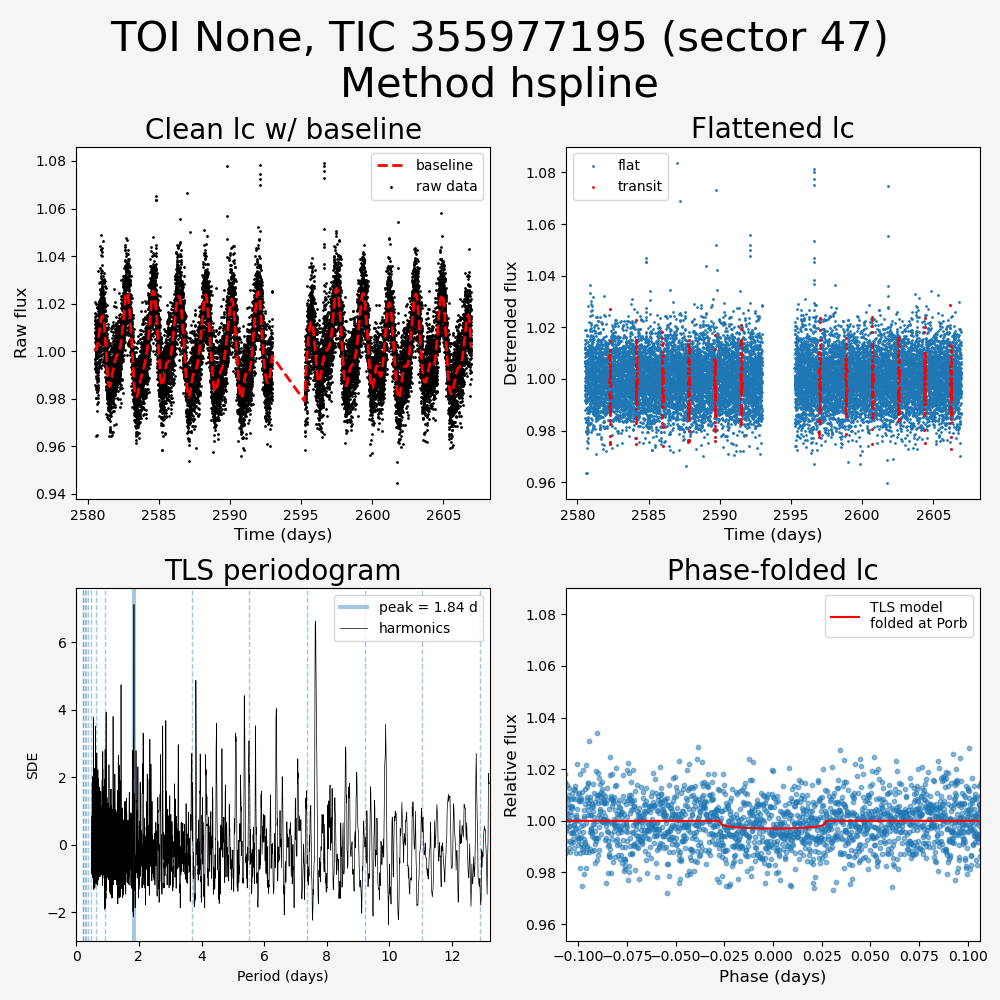 TOI None, TIC 355977195 (sector 47)
Method hspline
Clean lc w/ baseline
Flattened lc
baseline
raw data
flat
transit
Raw flux
1.08
1.06
1.04
1.02
1.00
0.98
0.96
0.94
2580 2585 2590 2595 2600 2605
Time (days)
Detrended flux
1.08
1.06
1.04
1.02
1.00
0.98
0.96
2580 2585 2590 2595 2600 2605
Time (days)
TLS periodogram
Phase-folded lc
peak = 1.84 d
harmonics
TLS model
folded at Porb
SDE
6
4
2
0
−2
0 2 4 6 8 10 12
Period (days)
Relative flux
1.08
1.06
1.04
1.02
1.00
0.98
0.96
−0.100 −0.075 −0.050 −0.025 0.000 0.025 0.050 0.075 0.100
Phase (days)